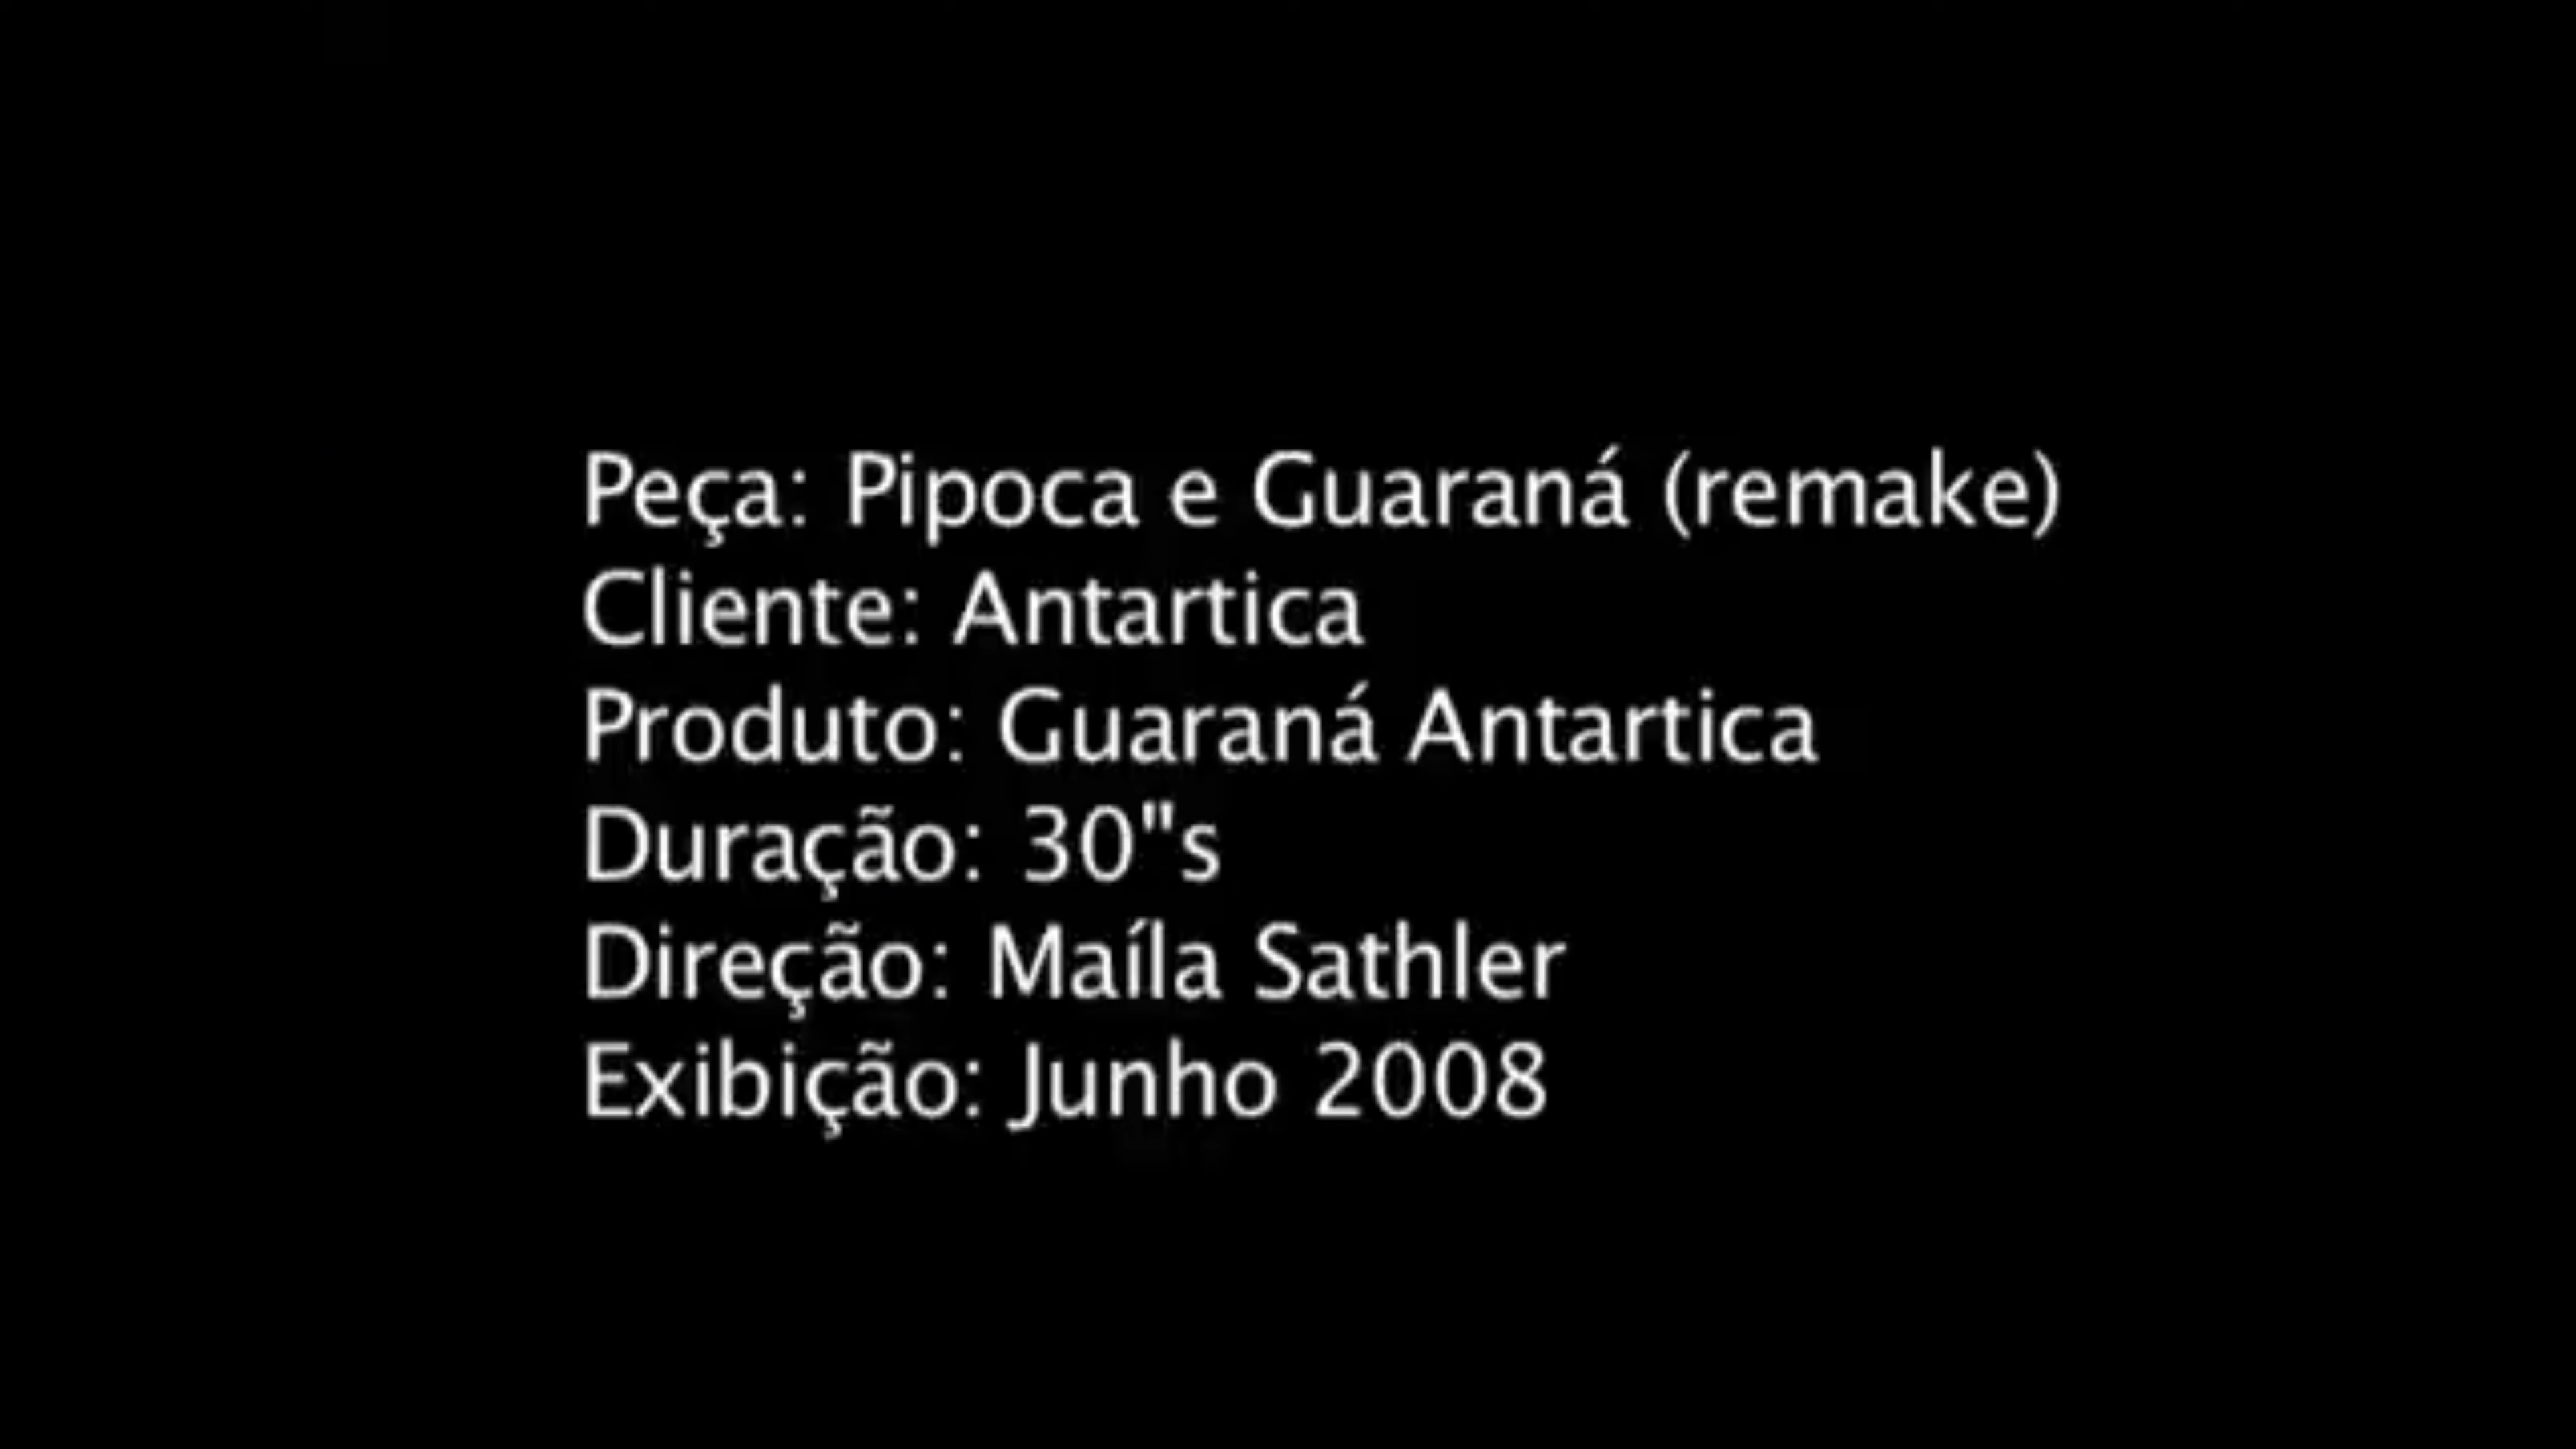 Peça: Pipoca e Guaraná (remake)
Cliente: Antartica
Produto: Guaraná Antartica
Duração: 30"s
Direção: Maíla Sathler
Exibição: Junho 2008